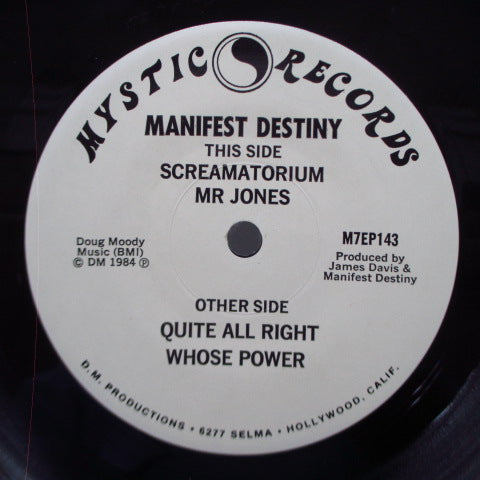 MYSTIC RECORDS
MANIFEST DESTINY
THIS SIDE
SCREAMATORIUM
MR JONES
Doug Moody
Music (BMI)
© DM 1984 ℗
M7EP143
Produced by
James Davis &
Manifest Destiny
OTHER SIDE
QUITE ALL RIGHT
WHOSE POWER
D.M. PRODUCTIONS • 6277 SELMA • HOLLYWOOD, CALIF.